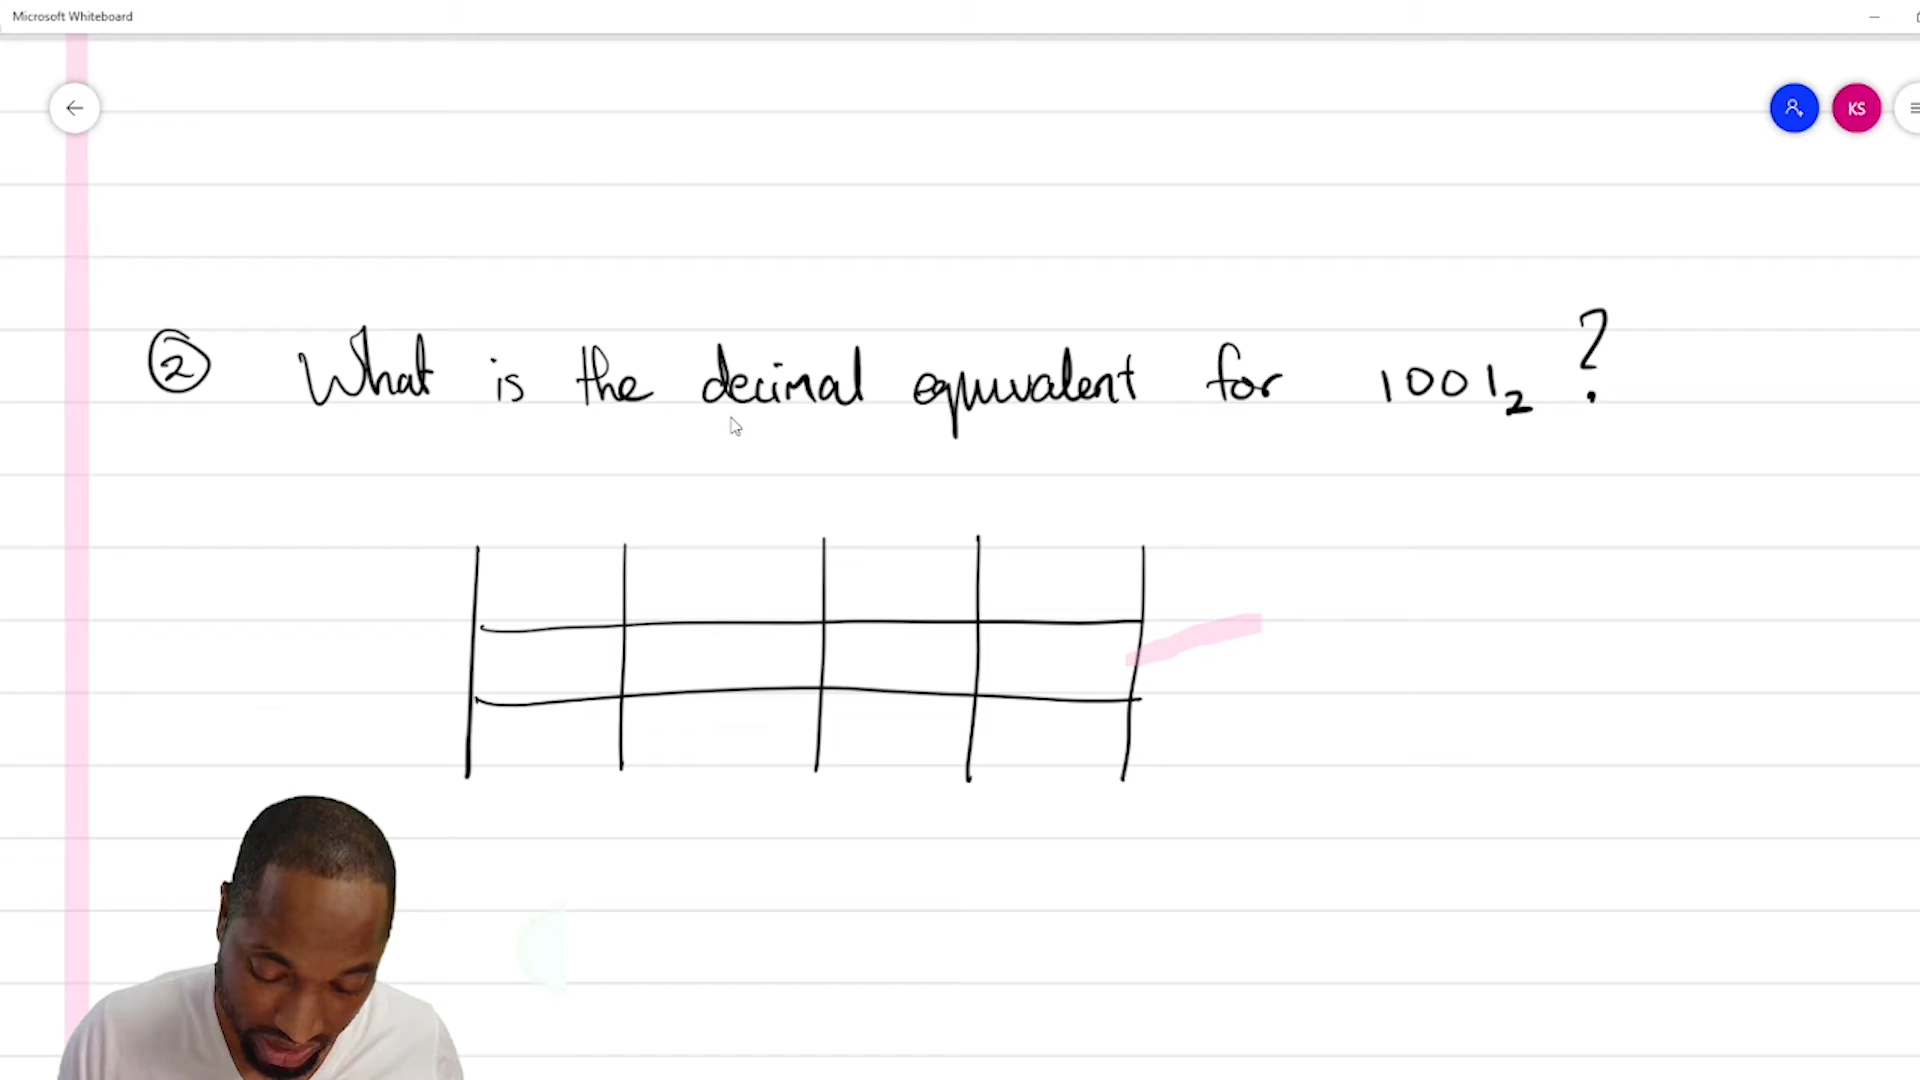 Microsoft Whiteboard
KS
② What is the decimal equivalent for 1001₂ ?